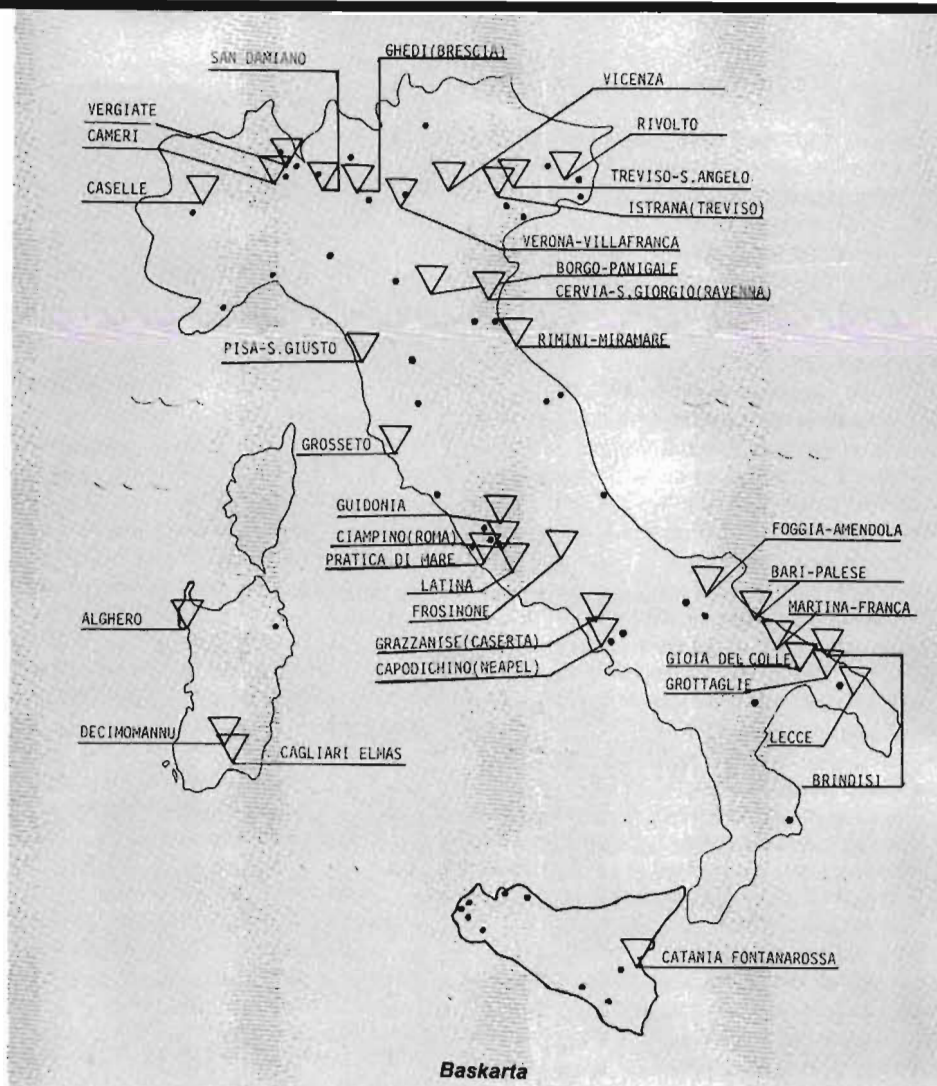 SAN DAMIANO
GHEDI(BRESCIA)
VICENZA
VERGIATE
RIVOLTO
CAMERI
CASELLE
TREVISO-S.ANGELO
ISTRANA(TREVISO)
VERONA-VILLAFRANCA
BORGO-PANIGALE
CERVIA-S.GIORGIO(RAVENNA)
PISA-S.GIUSTO
RIMINI-MIRAMARE
GROSSETO
GUIDONIA
CIAMPINO(ROMA)
PRATICA DI MARE
LATINA
FROSINONE
FOGGIA-AMENDOLA
BARI-PALESE
MARTINA-FRANCA
ALGHERO
GRAZZANISE(CASERTA)
CAPODICHINO(NEAPEL)
GIOIA DEL COLLE
GROTTAGLIE
DECIMOMANNU
CAGLIARI ELMAS
LECCE
BRINDISI
CATANIA FONTANAROSSA
Baskarta